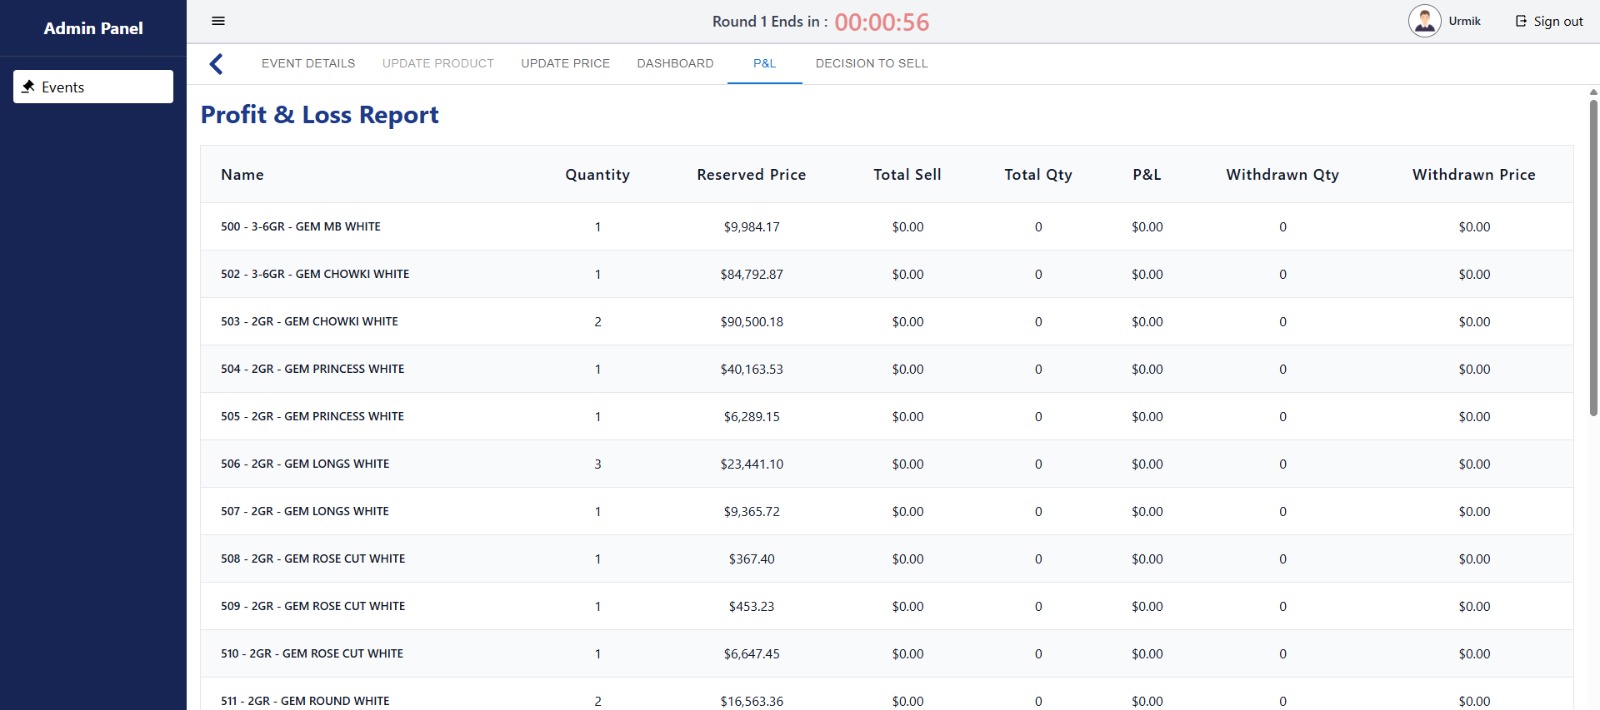 Admin Panel
Events
Round 1 Ends in : 00:00:56
Urmik
Sign out
EVENT DETAILS UPDATE PRODUCT UPDATE PRICE DASHBOARD P&L DECISION TO SELL
Profit & Loss Report
Name Quantity Reserved Price Total Sell Total Qty P&L Withdrawn Qty Withdrawn Price
500 - 3-6GR - GEM MB WHITE 1 $9,984.17 $0.00 0 $0.00 0 $0.00
502 - 3-6GR - GEM CHOWKI WHITE 1 $84,792.87 $0.00 0 $0.00 0 $0.00
503 - 2GR - GEM CHOWKI WHITE 2 $90,500.18 $0.00 0 $0.00 0 $0.00
504 - 2GR - GEM PRINCESS WHITE 1 $40,163.53 $0.00 0 $0.00 0 $0.00
505 - 2GR - GEM PRINCESS WHITE 1 $6,289.15 $0.00 0 $0.00 0 $0.00
506 - 2GR - GEM LONGS WHITE 3 $23,441.10 $0.00 0 $0.00 0 $0.00
507 - 2GR - GEM LONGS WHITE 1 $9,365.72 $0.00 0 $0.00 0 $0.00
508 - 2GR - GEM ROSE CUT WHITE 1 $367.40 $0.00 0 $0.00 0 $0.00
509 - 2GR - GEM ROSE CUT WHITE 1 $453.23 $0.00 0 $0.00 0 $0.00
510 - 2GR - GEM ROSE CUT WHITE 1 $6,647.45 $0.00 0 $0.00 0 $0.00
511 - 2GR - GEM ROUND WHITE 2 $16,563.36 $0.00 0 $0.00 0 $0.00